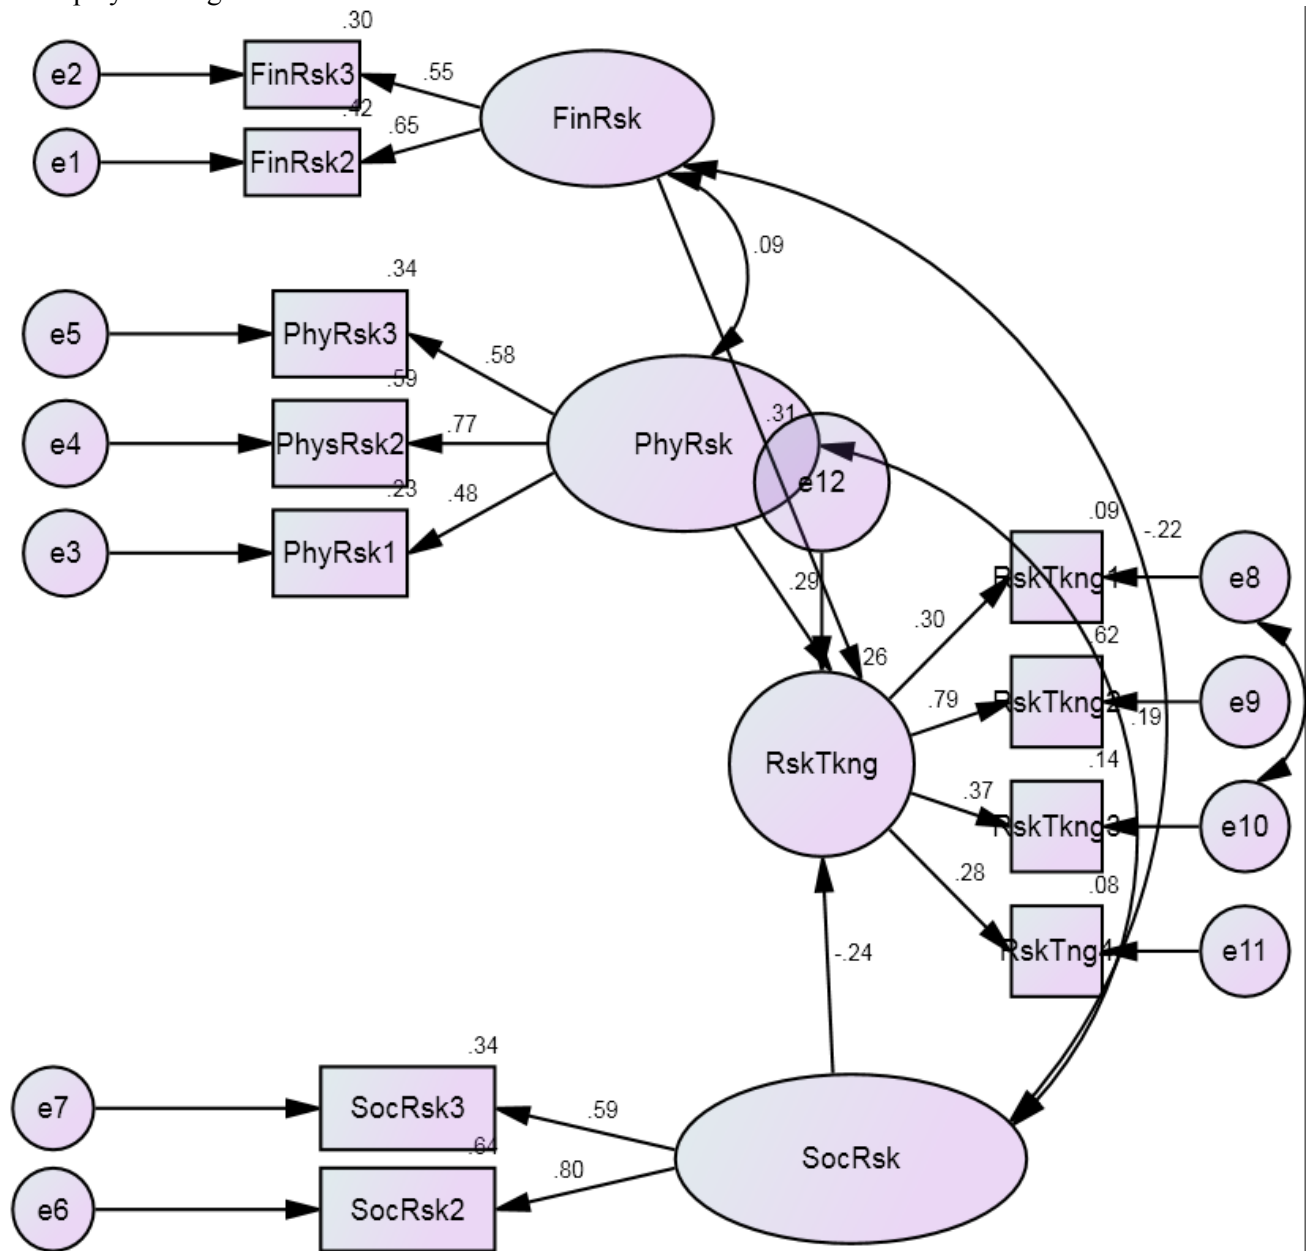 .30
e2
FinRsk3
.55
FinRsk
.42
.65
e1
FinRsk2
.09
.34
e5
PhyRsk3
.58
.59
.31
e4
PhysRsk2
.77
PhyRsk
e12
.23
.48
e3
PhyRsk1
.09
-.22
.29
RskTkng1
e8
.30
.62
26
.79
RskTkng2
.19
e9
.14
RskTkng
.37
RskTkng3
e10
.28
.08
-.24
RskTng4
e11
.34
e7
SocRsk3
.59
.64
.80
SocRsk
e6
SocRsk2